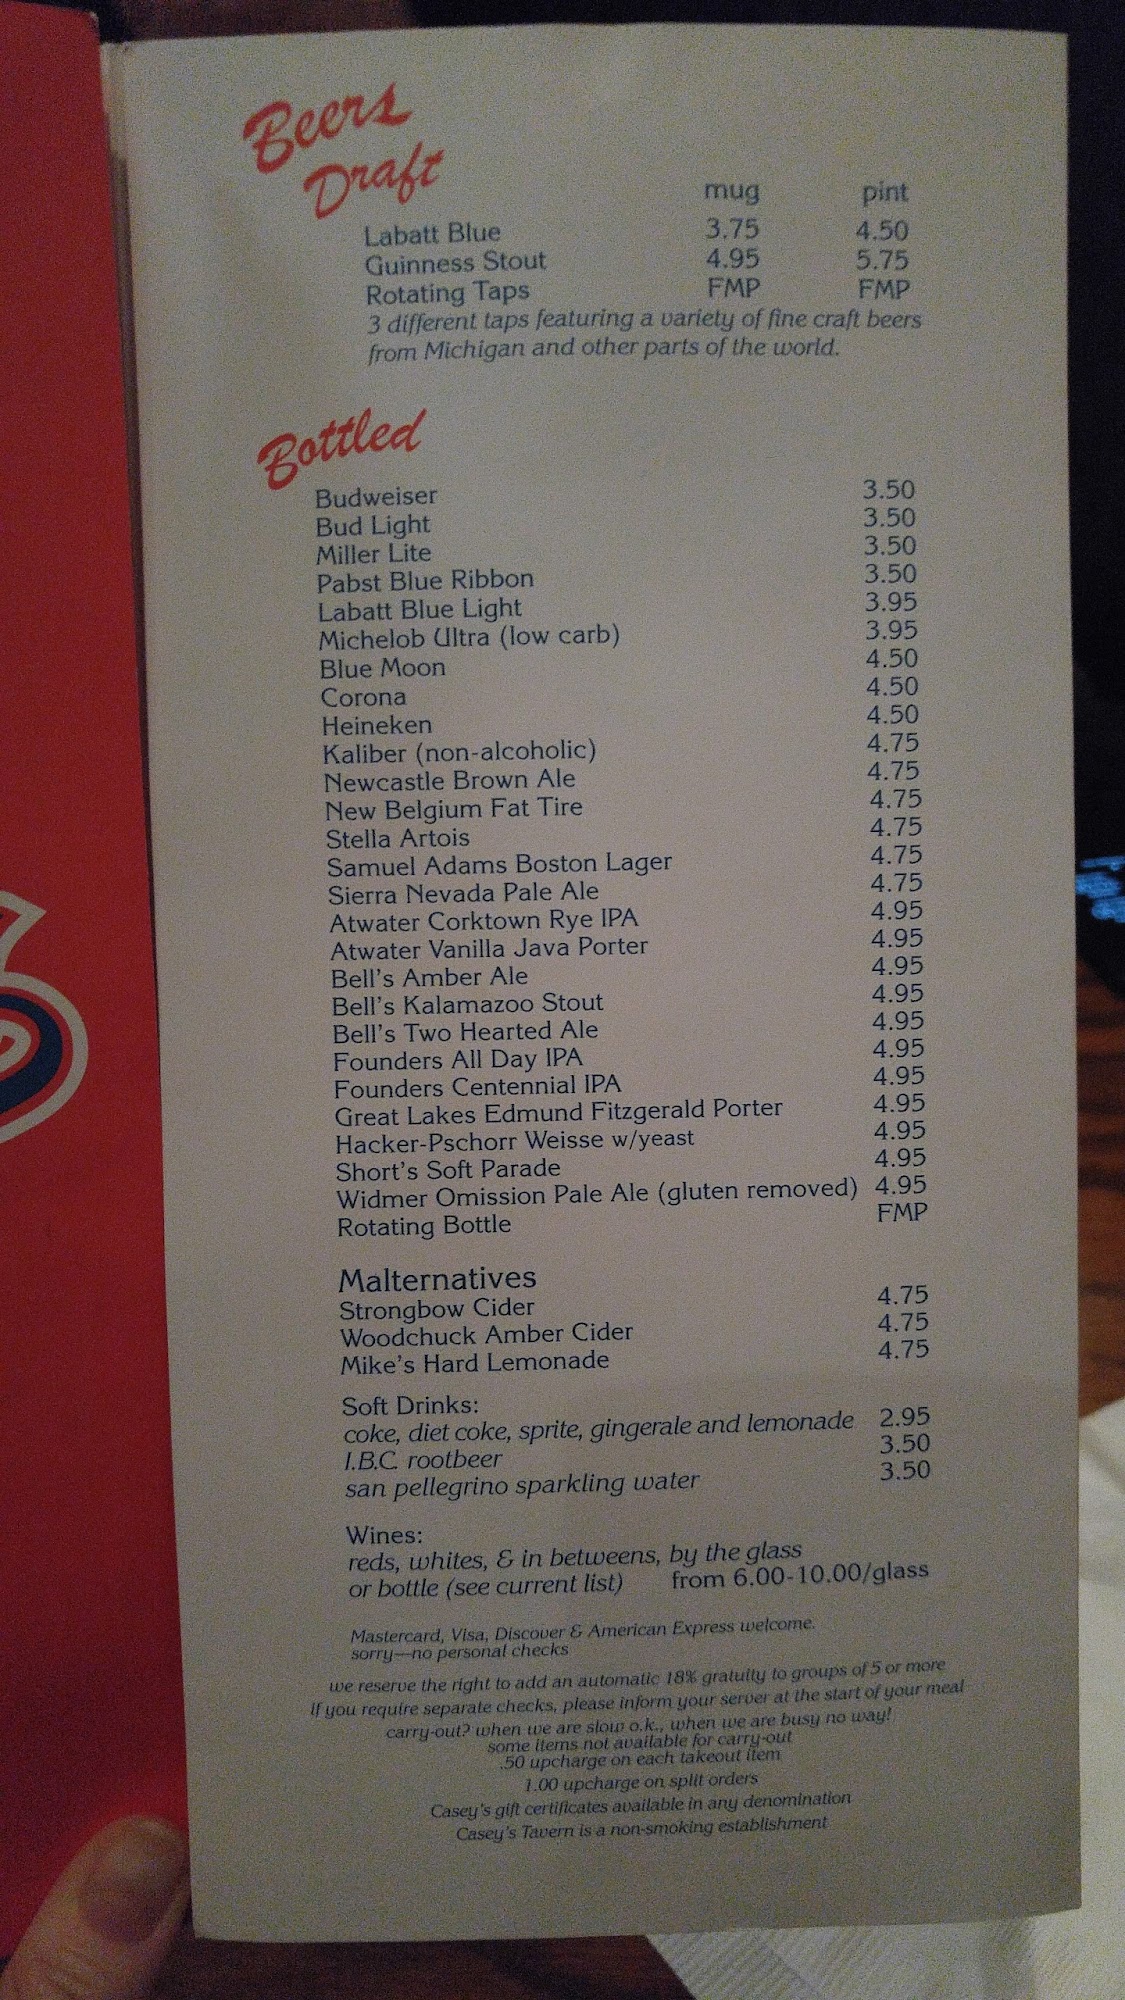 Beers
Draft
mug pint
Labatt Blue 3.75 4.50
Guinness Stout 4.95 5.75
Rotating Taps FMP FMP
3 different taps featuring a variety of fine craft beers
from Michigan and other parts of the world.
Bottled
Budweiser 3.50
Bud Light 3.50
Miller Lite 3.50
Pabst Blue Ribbon 3.50
Labatt Blue Light 3.95
Michelob Ultra (low carb) 3.95
Blue Moon 4.50
Corona 4.50
Heineken 4.50
Kaliber (non-alcoholic) 4.75
Newcastle Brown Ale 4.75
New Belgium Fat Tire 4.75
Stella Artois 4.75
Samuel Adams Boston Lager 4.75
Sierra Nevada Pale Ale 4.75
Atwater Corktown Rye IPA 4.95
Atwater Vanilla Java Porter 4.95
Bell's Amber Ale 4.95
Bell's Kalamazoo Stout 4.95
Bell's Two Hearted Ale 4.95
Founders All Day IPA 4.95
Founders Centennial IPA 4.95
Great Lakes Edmund Fitzgerald Porter 4.95
Hacker-Pschorr Weisse w/yeast 4.95
Short's Soft Parade 4.95
Widmer Omission Pale Ale (gluten removed) 4.95
Rotating Bottle FMP
Malternatives
Strongbow Cider 4.75
Woodchuck Amber Cider 4.75
Mike's Hard Lemonade 4.75
Soft Drinks:
coke, diet coke, sprite, gingerale and lemonade 2.95
I.B.C. rootbeer 3.50
san pellegrino sparkling water 3.50
Wines:
reds, whites, & in betweens, by the glass
or bottle (see current list) from 6.00-10.00/glass
Mastercard, Visa, Discover & American Express welcome.
sorry—no personal checks
we reserve the right to add an automatic 18% gratuity to groups of 5 or more
If you require separate checks, please inform your server at the start of your meal
carry-out? when we are slow o.k., when we are busy no way!
some items not available for carry-out
.50 upcharge on each takeout item
1.00 upcharge on split orders
Casey's gift certificates available in any denomination
Casey's Tavern is a non-smoking establishment